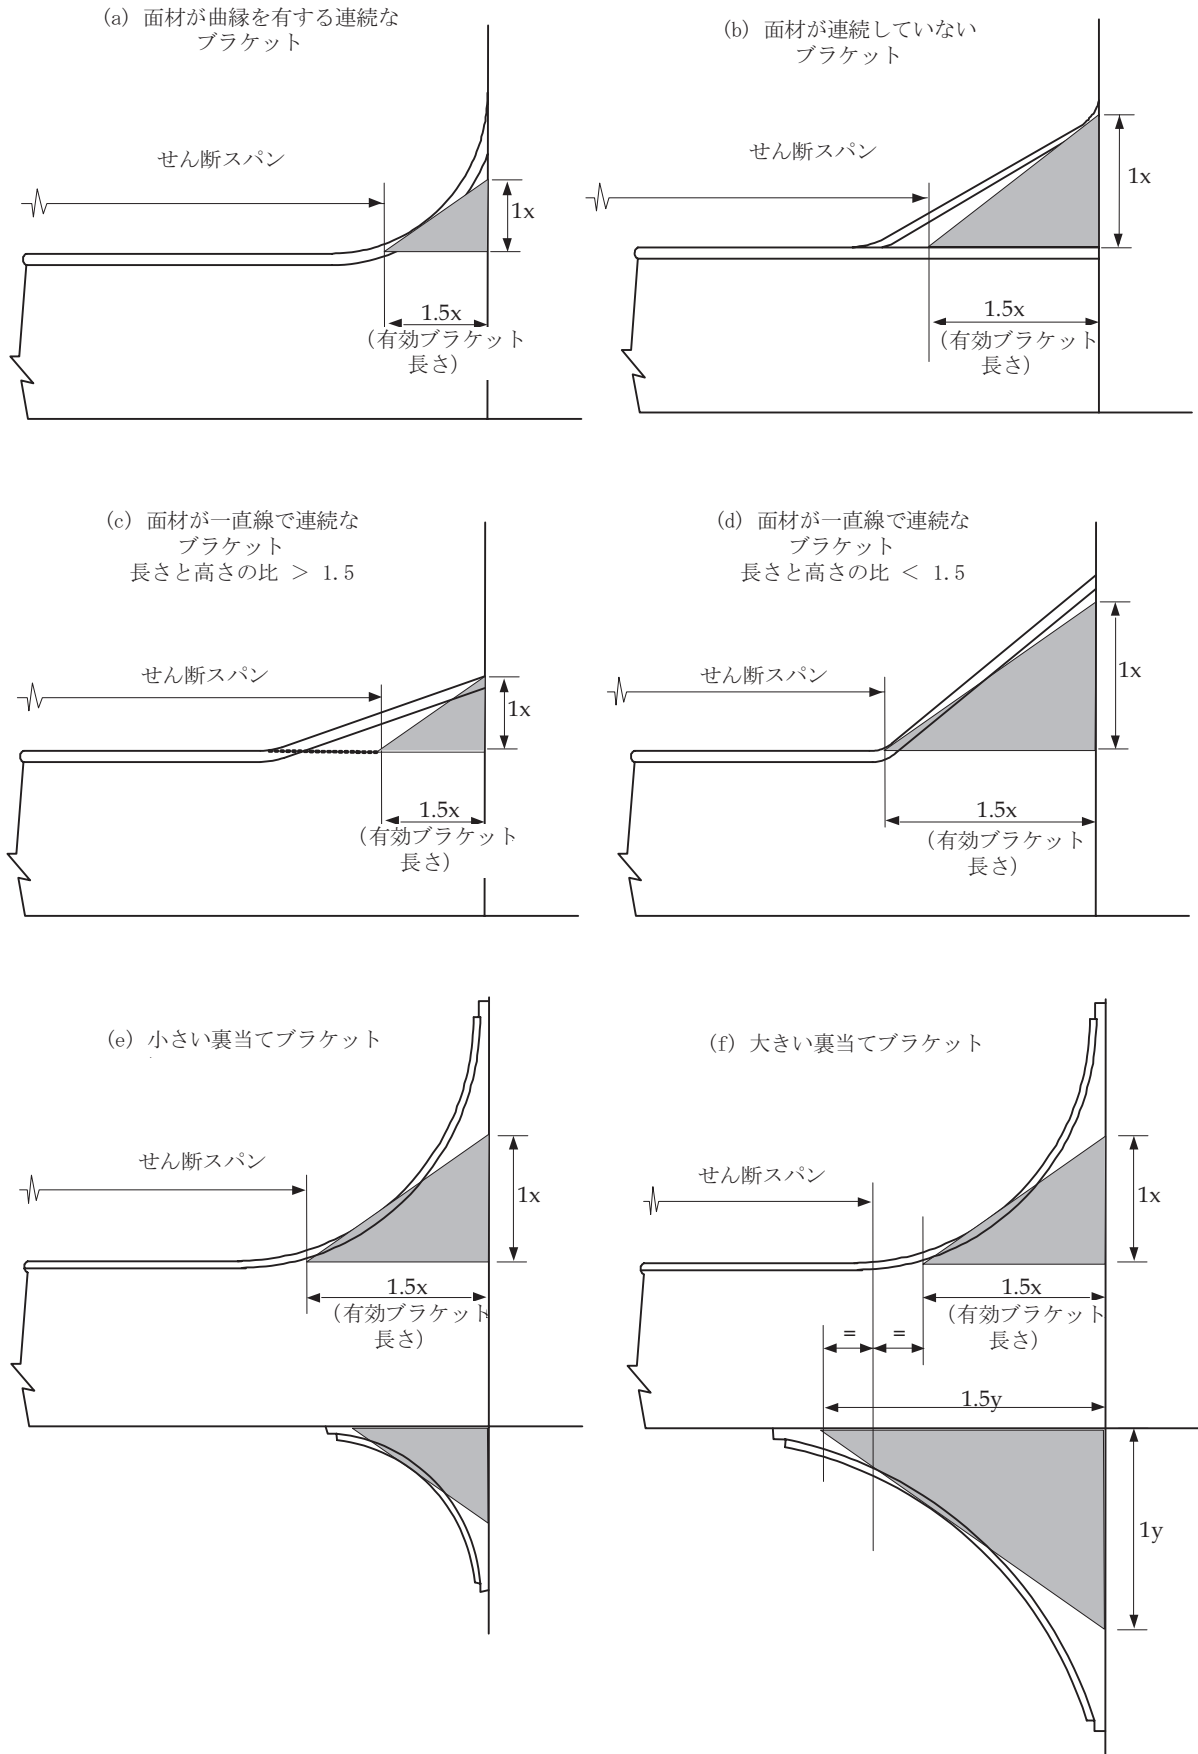 (a) 面材が曲縁を有する連続な
ブラケット
せん断スパン
1x
1.5x
(有効ブラケット
長さ)
(b) 面材が連続していない
ブラケット
せん断スパン
1x
1.5x
(有効ブラケット
長さ)
(c) 面材が一直線で連続な
ブラケット
長さと高さの比 > 1.5
せん断スパン
1x
1.5x
(有効ブラケット
長さ)
(d) 面材が一直線で連続な
ブラケット
長さと高さの比 < 1.5
せん断スパン
1x
1.5x
(有効ブラケット
長さ)
(e) 小さい裏当てブラケット
せん断スパン
1x
1.5x
(有効ブラケット
長さ)
(f) 大きい裏当てブラケット
せん断スパン
1x
1.5x
(有効ブラケット
長さ)
= =
1.5y
1y